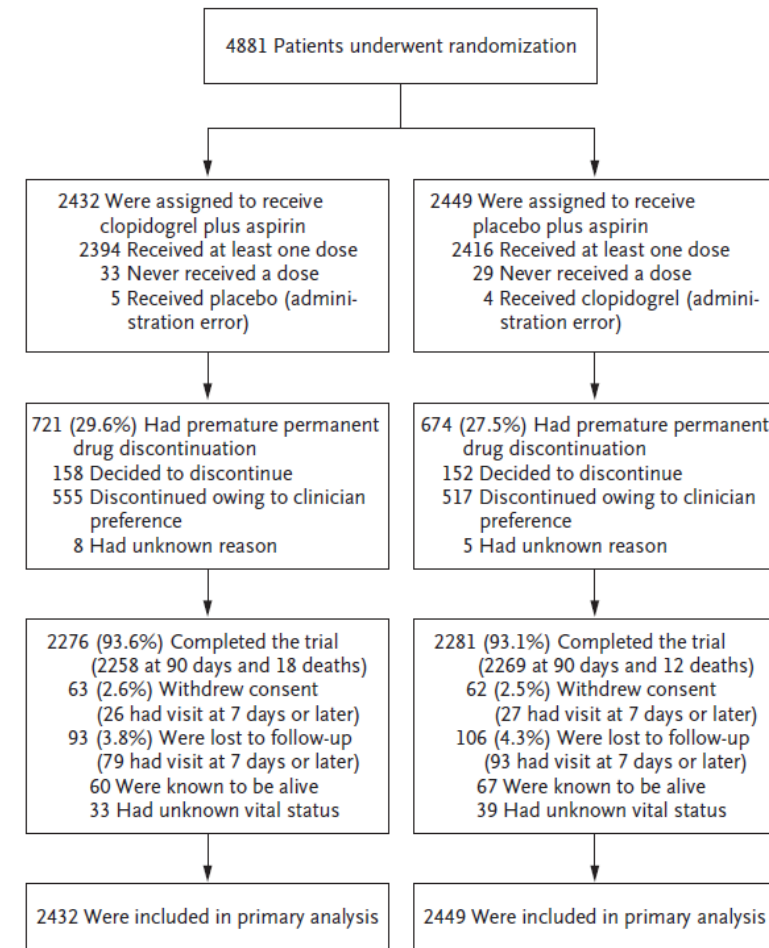 4881 Patients underwent randomization
2432 Were assigned to receive
clopidogrel plus aspirin
2394 Received at least one dose
33 Never received a dose
5 Received placebo (admini-
stration error)
2449 Were assigned to receive
placebo plus aspirin
2416 Received at least one dose
29 Never received a dose
4 Received clopidogrel (admin-
stration error)
721 (29.6%) Had premature permanent
drug discontinuation
158 Decided to discontinue
555 Discontinued owing to clinician
preference
8 Had unknown reason
674 (27.5%) Had premature permanent
drug discontinuation
152 Decided to discontinue
517 Discontinued owing to clinician
preference
5 Had unknown reason
2276 (93.6%) Completed the trial
(2258 at 90 days and 18 deaths)
63 (2.6%) Withdrew consent
(26 had visit at 7 days or later)
93 (3.8%) Were lost to follow-up
(79 had visit at 7 days or later)
60 Were known to be alive
33 Had unknown vital status
2281 (93.1%) Completed the trial
(2269 at 90 days and 12 deaths)
62 (2.5%) Withdrew consent
(27 had visit at 7 days or later)
106 (4.3%) Were lost to follow-up
(93 had visit at 7 days or later)
67 Were known to be alive
39 Had unknown vital status
2432 Were included in primary analysis
2449 Were included in primary analysis